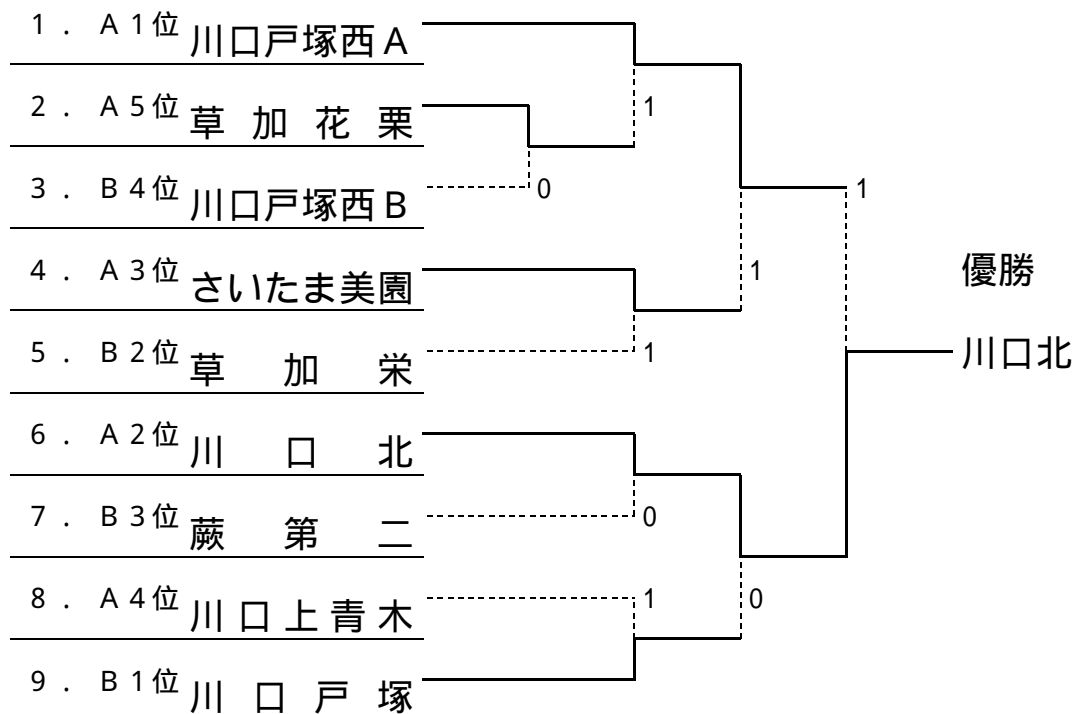 1. A1位 川口戸塚西A
2. A5位 草加花栗
1
3. B4位 川口戸塚西B
0
1
4. A3位 さいたま美園
1
優勝
5. B2位 草加栄
1
川口北
6. A2位 川口北
7. B3位 蕨第二
0
8. A4位 川口上青木
1
0
9. B1位 川口戸塚